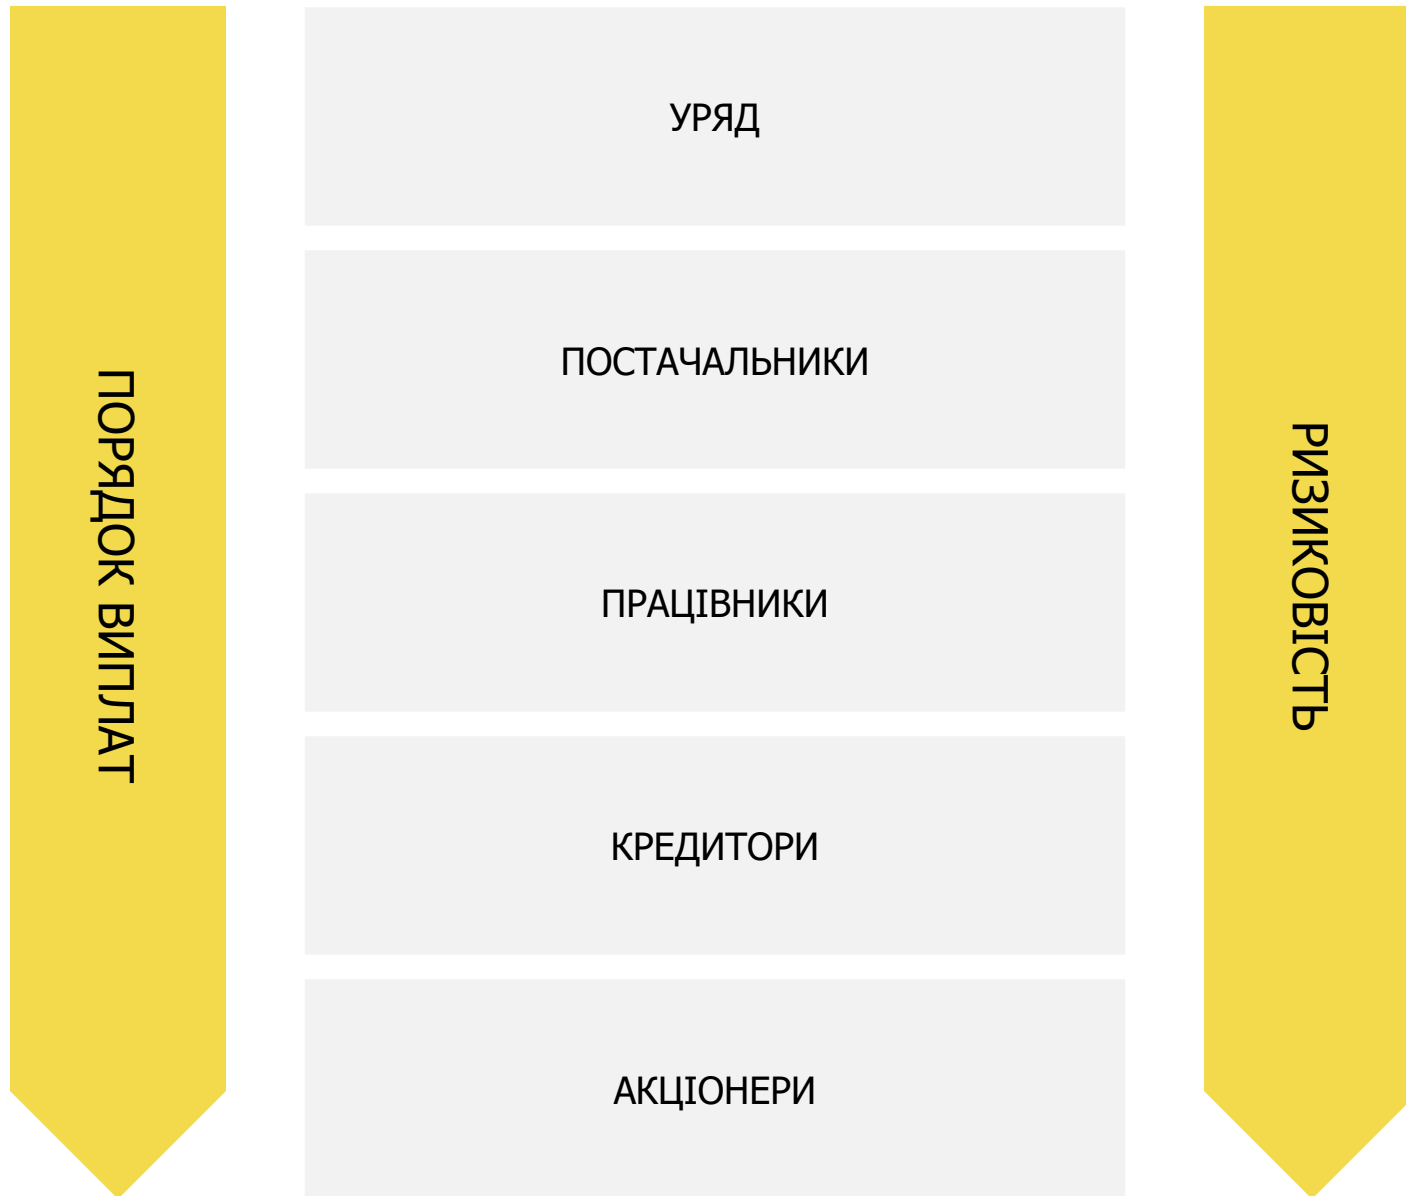 ПОРЯДОК ВИПЛАТ
УРЯД
ПОСТАЧАЛЬНИКИ
ПРАЦІВНИКИ
КРЕДИТОРИ
АКЦІОНЕРИ
РИЗИКОВІСТЬ